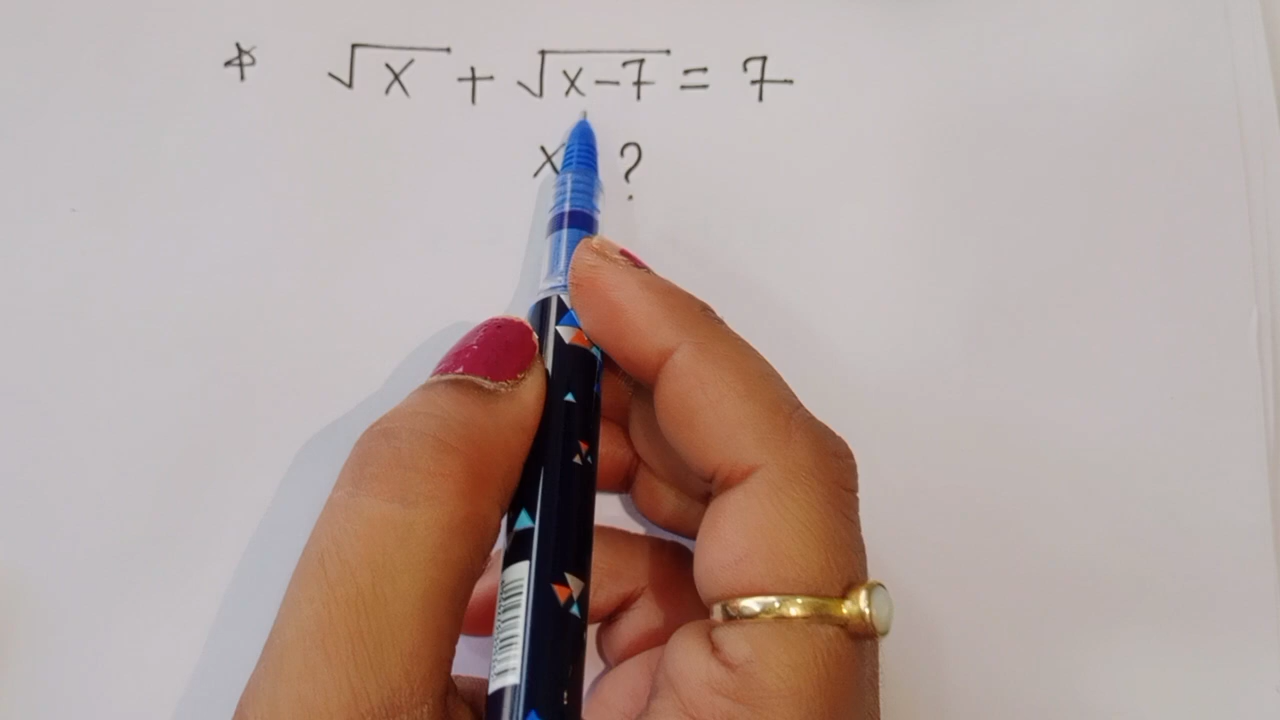 * √x + √x-7 = 7
x ?